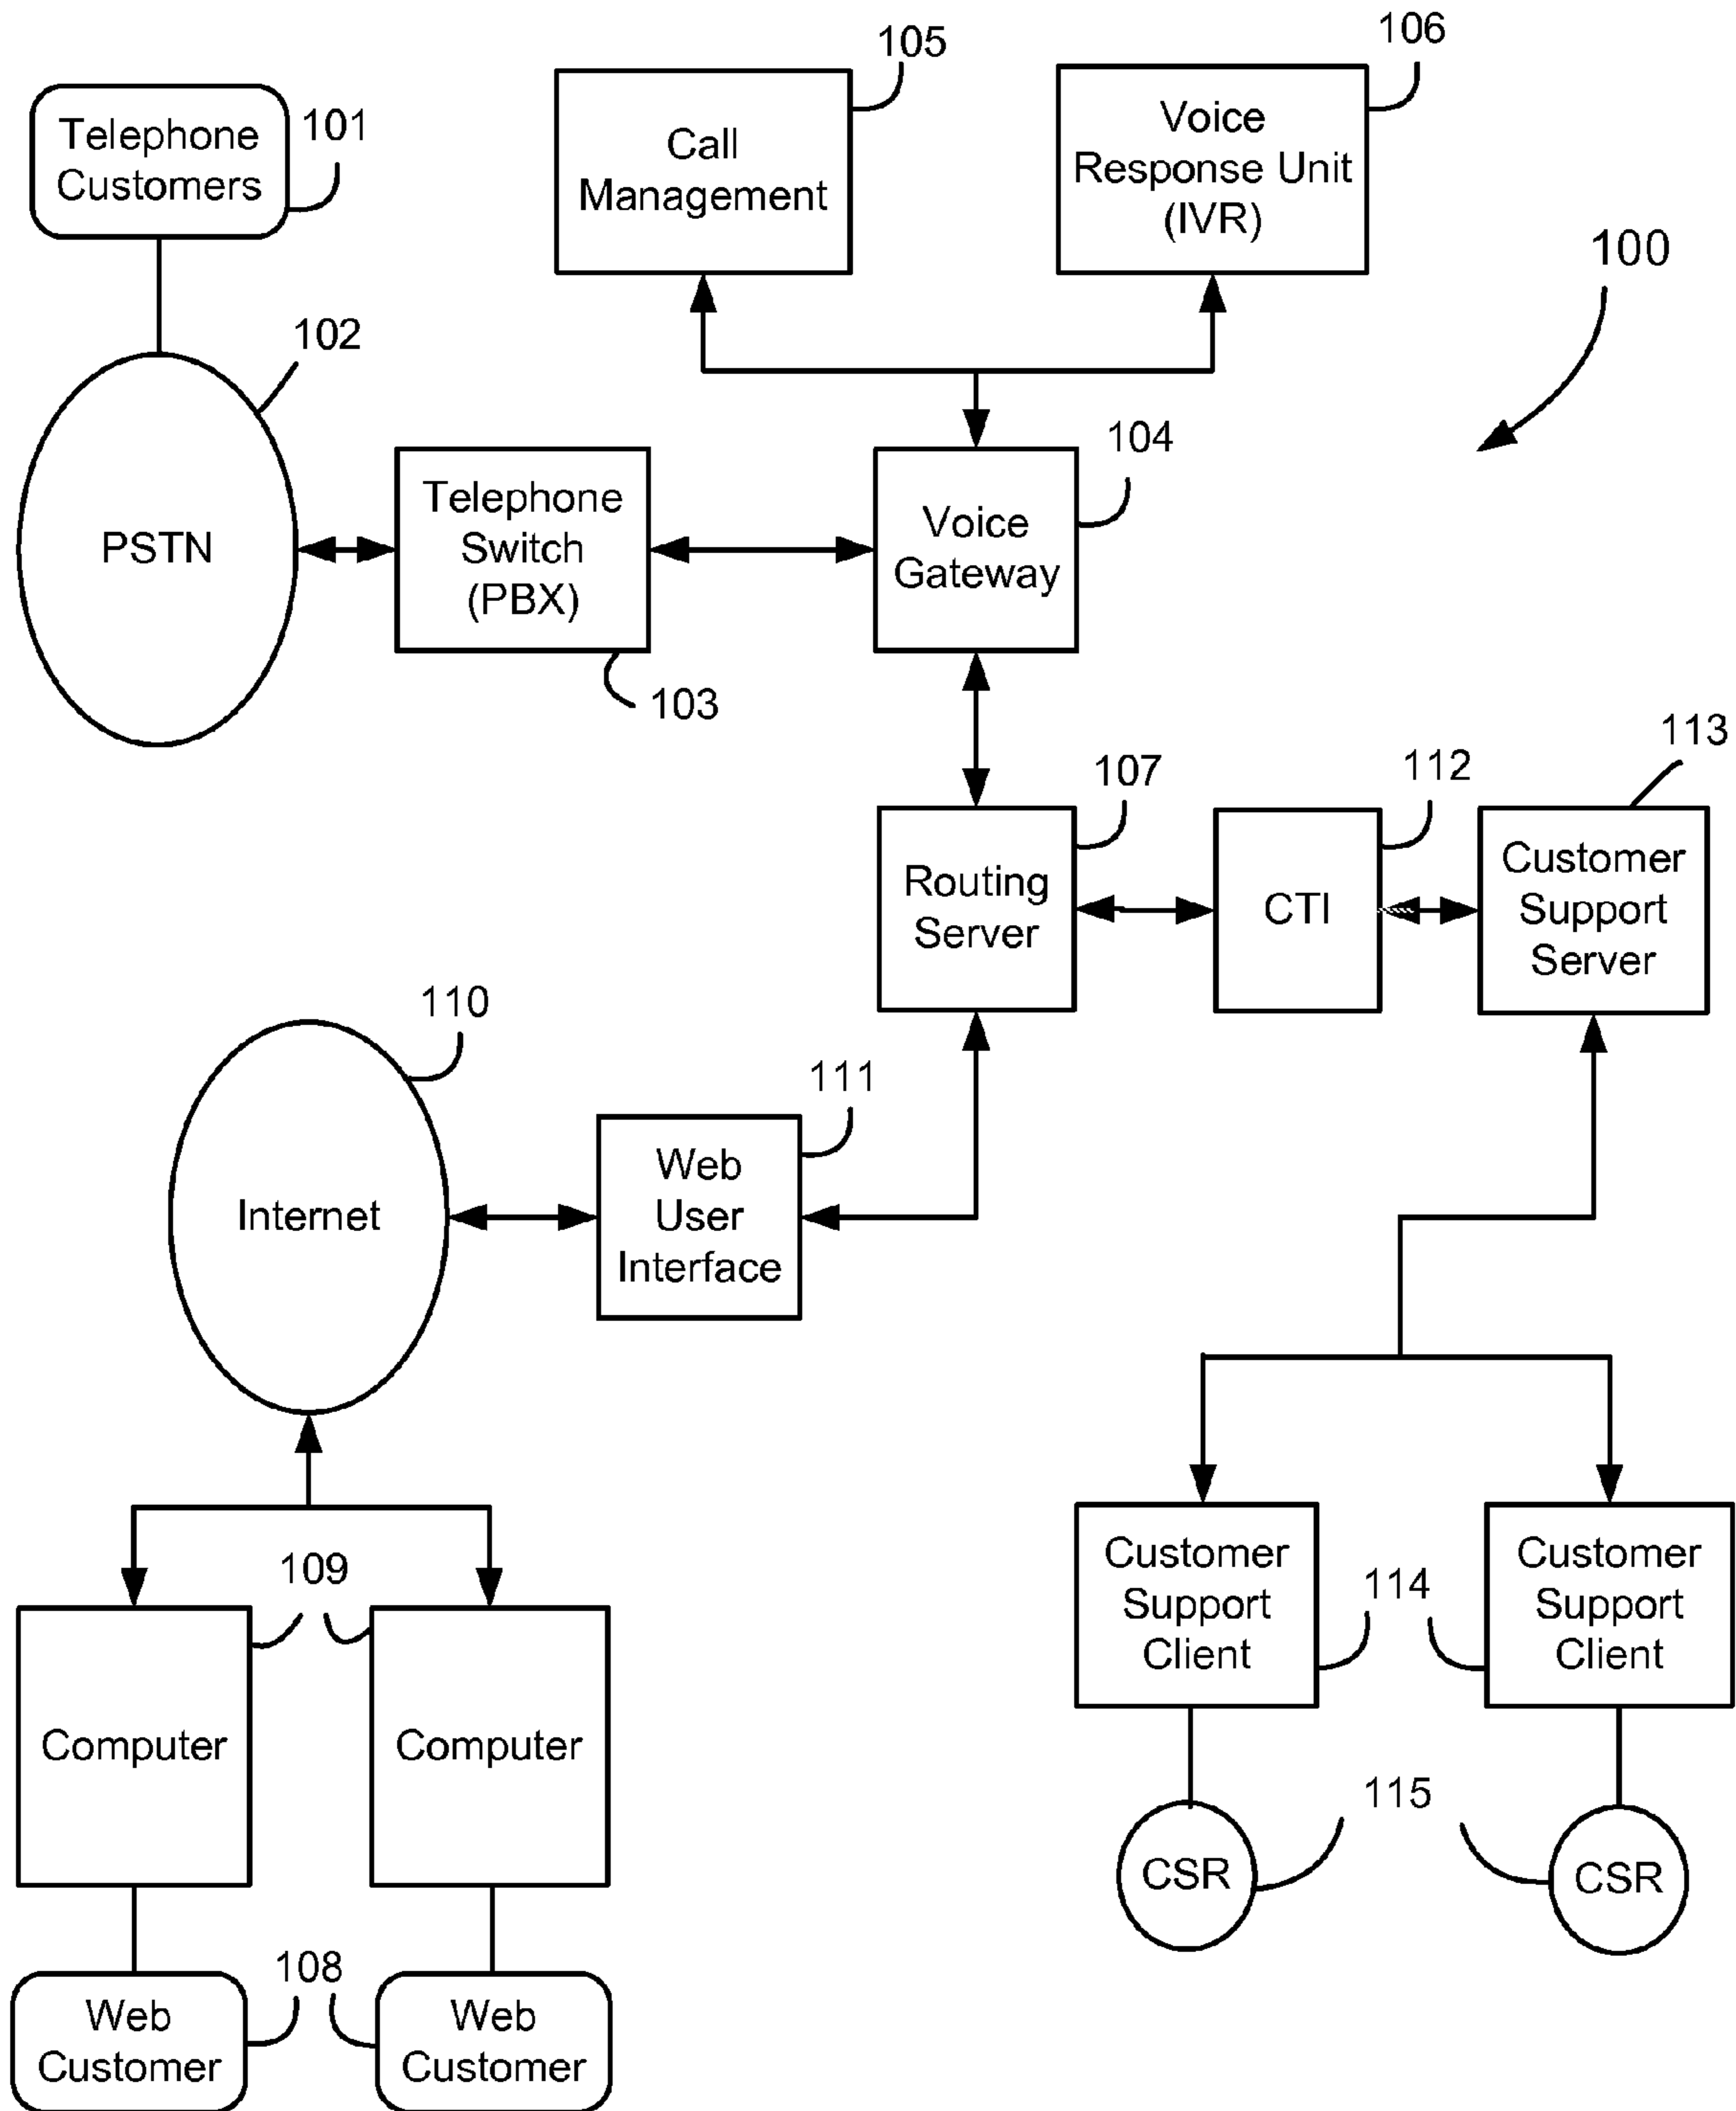 105
106
Telephone
Customers
101
Call
Management
Voice
Response Unit
(IVR)
100
102
104
PSTN
Telephone
Switch
(PBX)
Voice
Gateway
103
113
107
112
Routing
Server
CTI
Customer
Support
Server
110
111
Internet
Web
User
Interface
109
Customer
Support
Client
114
Customer
Support
Client
Computer
Computer
115
CSR
CSR
108
Web
Customer
Web
Customer